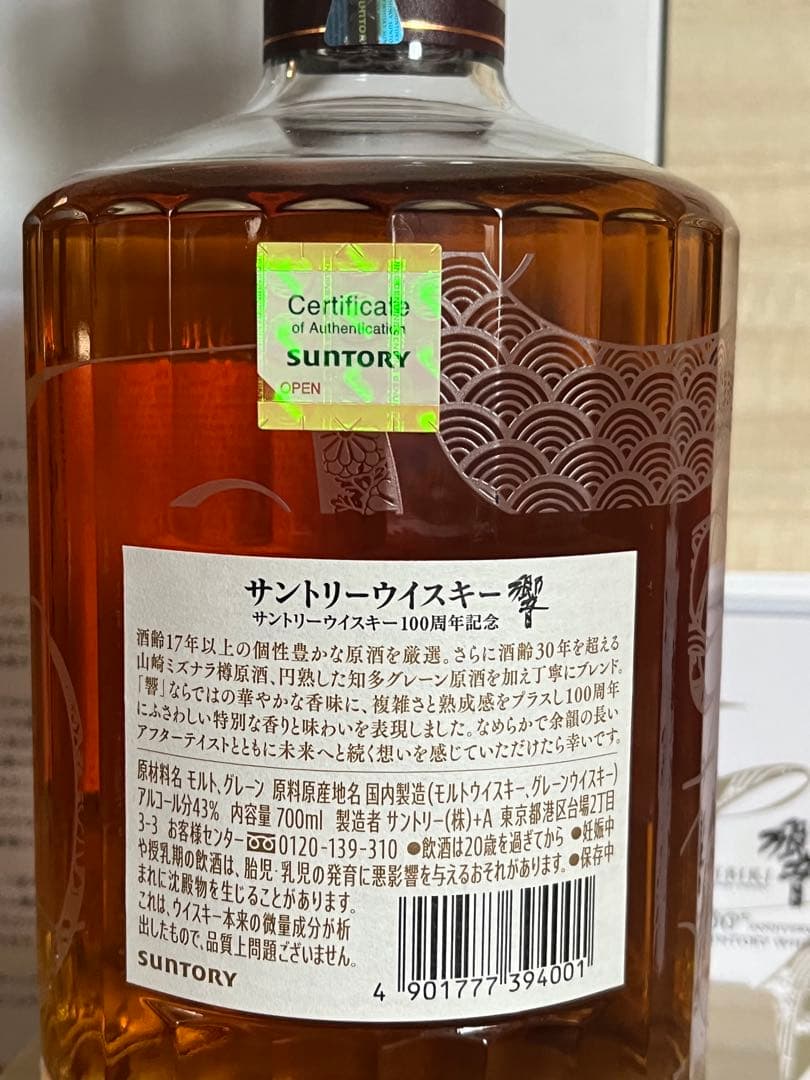 SUNTORY
Certificate
of Authentication
SUNTORY
OPEN
サントリーウイスキー 響
サントリーウイスキー100周年記念
酒齢17年以上の個性豊かな原酒を厳選。さらに酒齢30年を超える
山崎ミズナラ樽原酒、円熟した知多グレーン原酒を加え丁寧にブレンド。
「響」ならではの華やかな香味に、複雑さと熟成感をプラスし100周年
にふさわしい特別な香りと味わいを表現しました。なめらかで余韻の長い
アフターテイストとともに未来へと続く想いを感じていただけたら幸いです。
原材料名 モルト、グレーン 原料原産地名 国内製造(モルトウイスキー、グレーンウイスキー)
アルコール分43% 内容量 700ml 製造者 サントリー(株)+A 東京都港区台場2丁目
3-3 お客様センター 0120-139-310 ●飲酒は20歳を過ぎてから ●妊娠中
や授乳期の飲酒は、胎児・乳児の発育に悪影響を与えるおそれがあります。●保存中
まれに沈殿物を生じることがあります。
これは、ウイスキー本来の微量成分が析
出したもので、品質上問題ございません。
SUNTORY
4 901777 394001
響